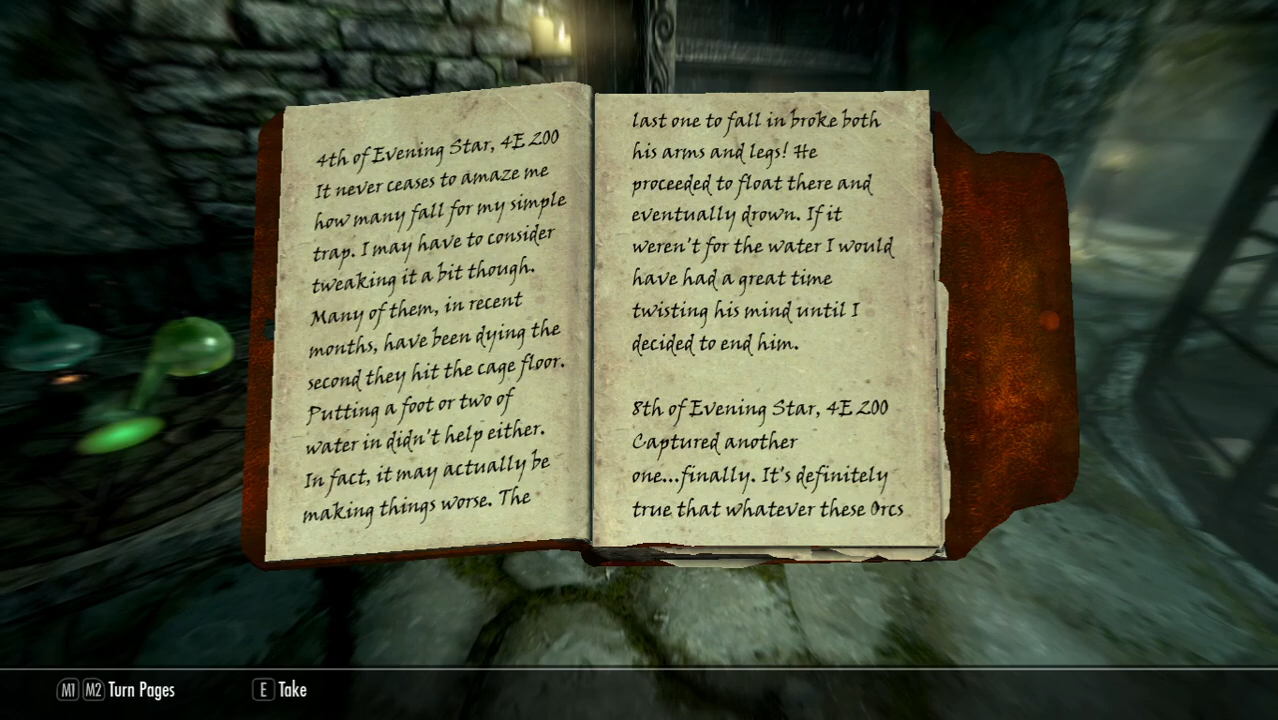 4th of Evening Star, 4E 200
It never ceases to amaze me
how many fall for my simple
trap. I may have to consider
tweaking it a bit though.
Many of them, in recent
months, have been dying the
second they hit the cage floor.
Putting a foot or two of
water in didn't help either.
In fact, it may actually be
making things worse. The
last one to fall in broke both
his arms and legs! He
proceeded to float there and
eventually drown. If it
weren't for the water I would
have had a great time
twisting his mind until I
decided to end him.
8th of Evening Star, 4E 200
Captured another
one...finally. It's definitely
true that whatever these Orcs
M1 M2 Turn Pages
E Take